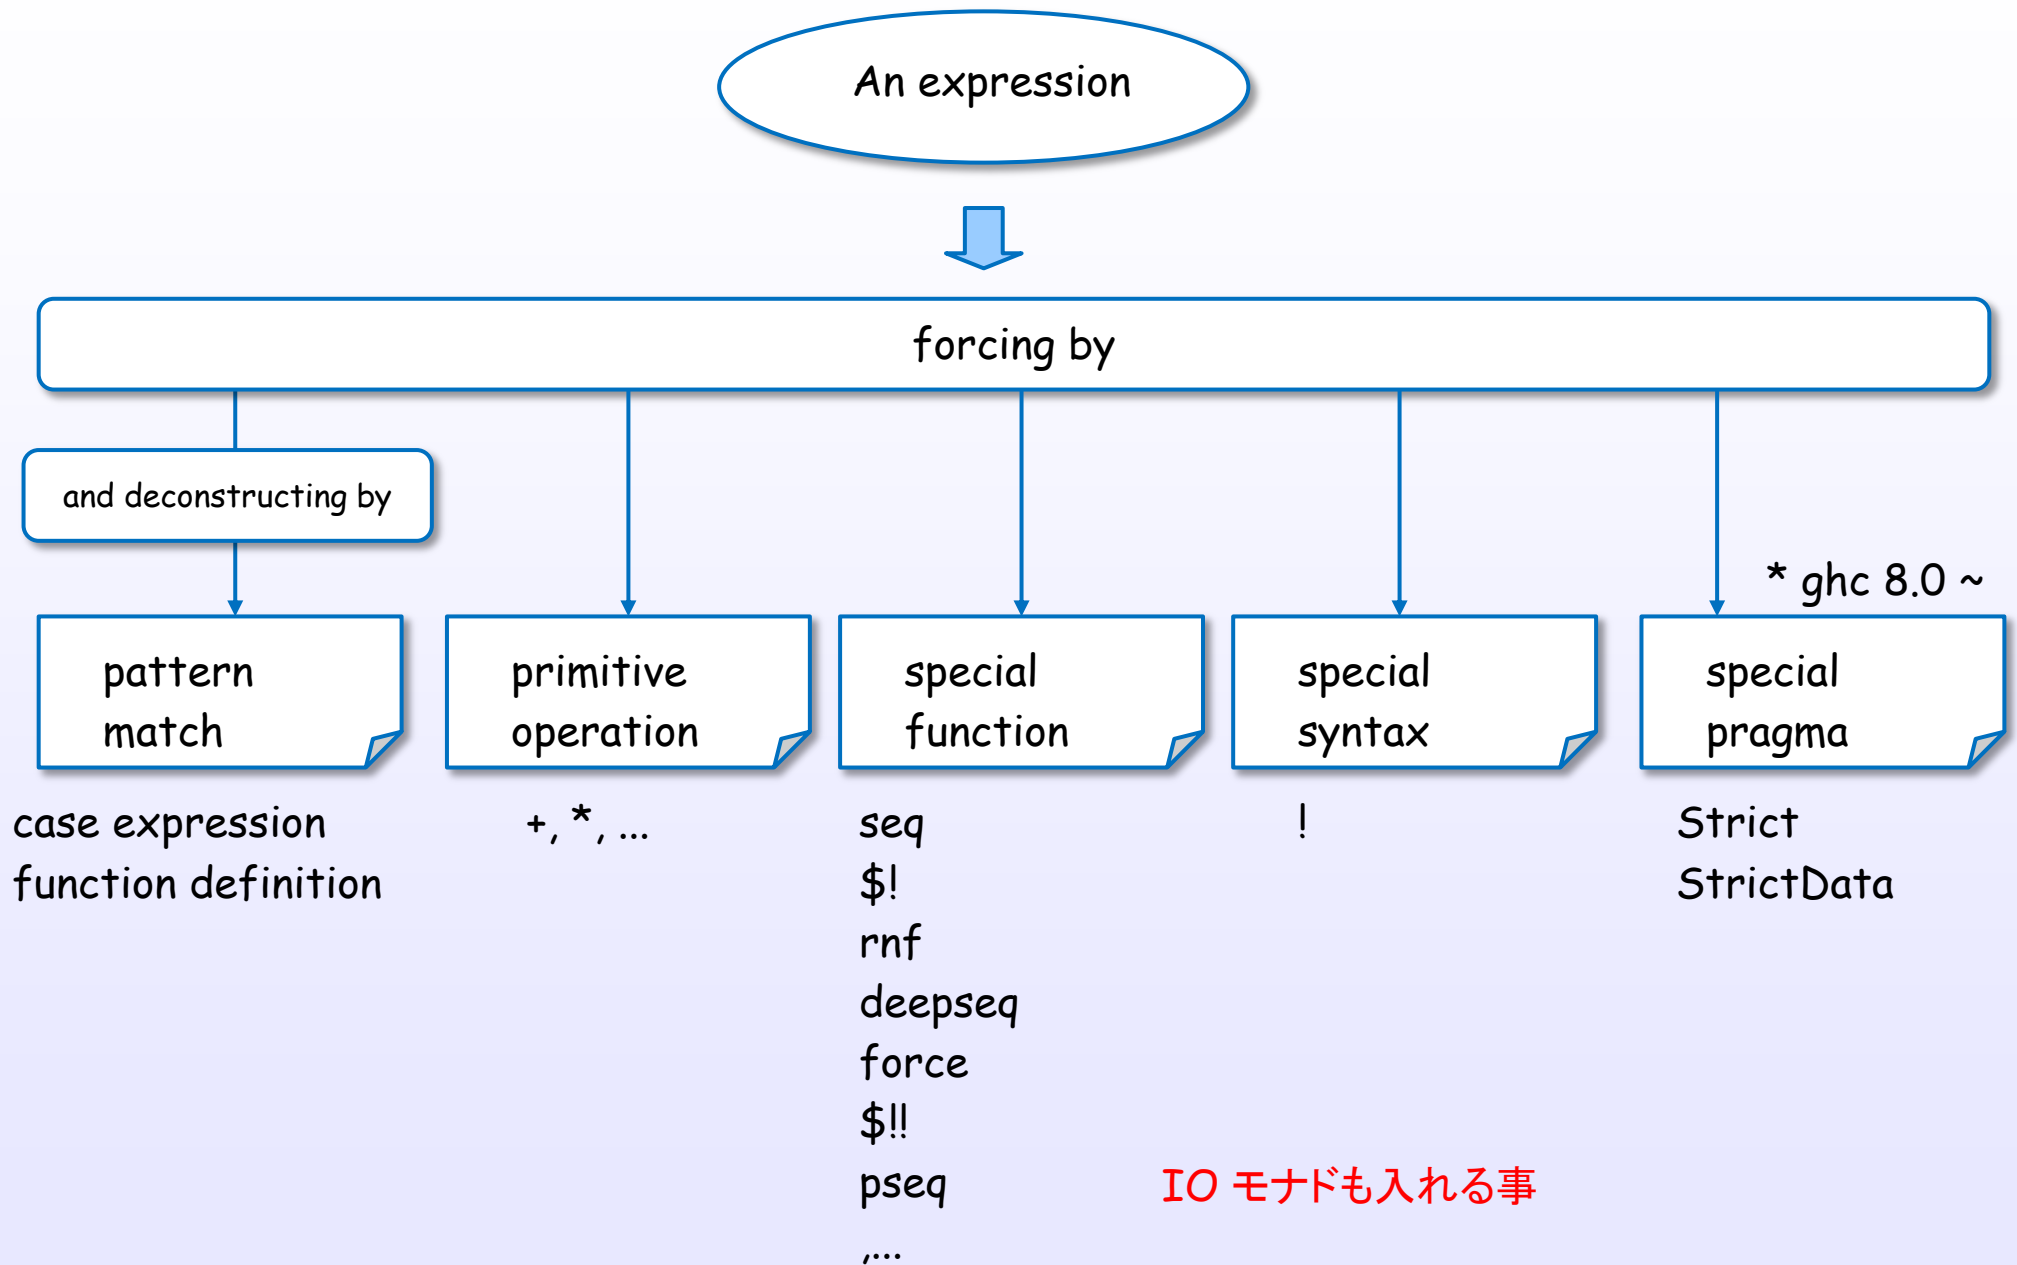 An expression
forcing by
and deconstructing by
* ghc 8.0 ~
pattern
match
primitive
operation
special
function
special
syntax
special
pragma
case expression
function definition
+, *, ...
seq
$!
rnf
deepseq
force
$!!
pseq
,...
!
Strict
StrictData
IO モナドも入れる事